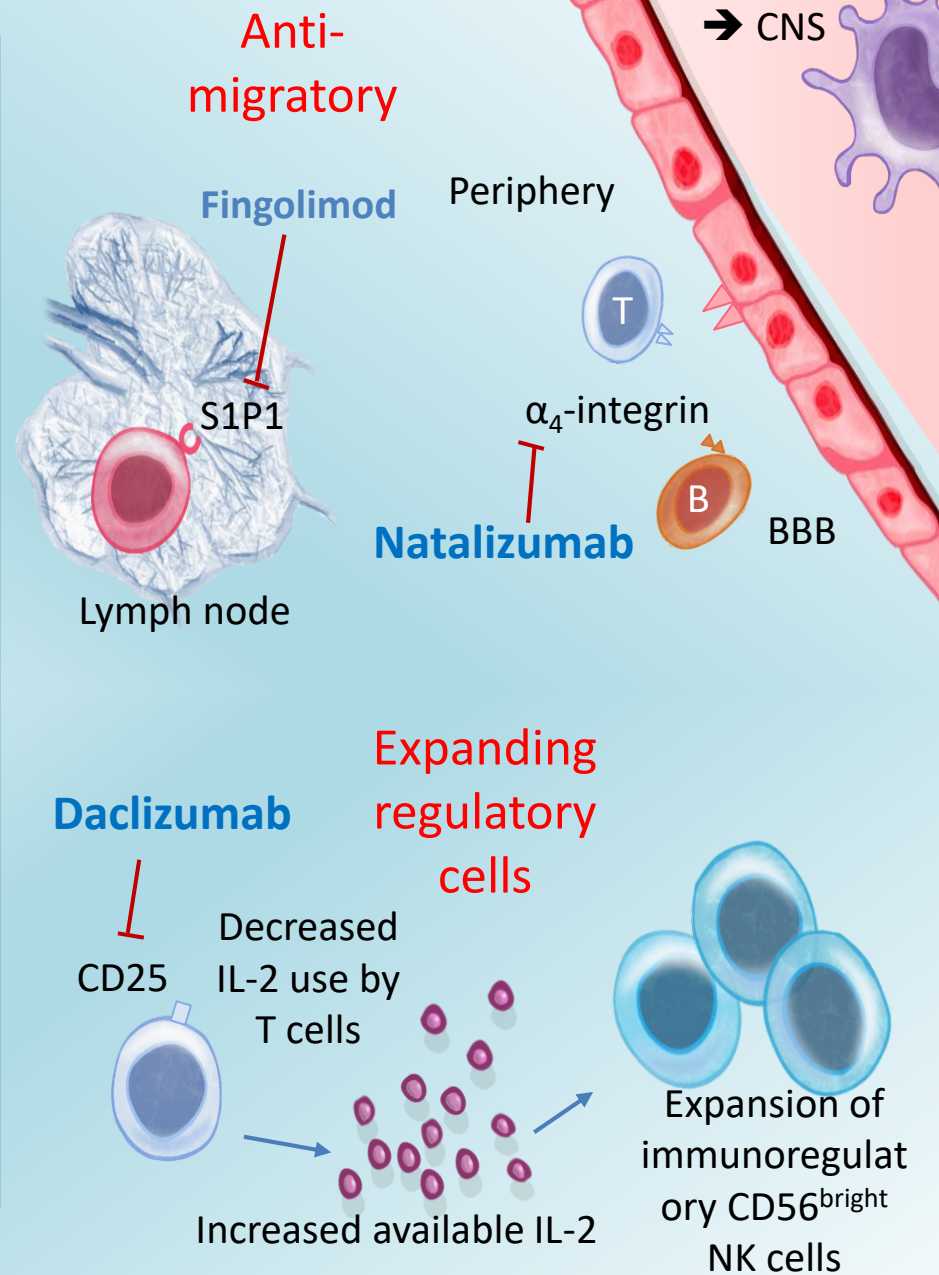 Anti-
migratory
➔ CNS
Fingolimod
Periphery
T
S1P1
α₄-integrin
B
Natalizumab
BBB
Lymph node
Expanding
regulatory
cells
Daclizumab
Decreased
IL-2 use by
T cells
CD25
Increased available IL-2
Expansion of
immunoregulat
ory CD56ᵇʳⁱᵍʰᵗ
NK cells